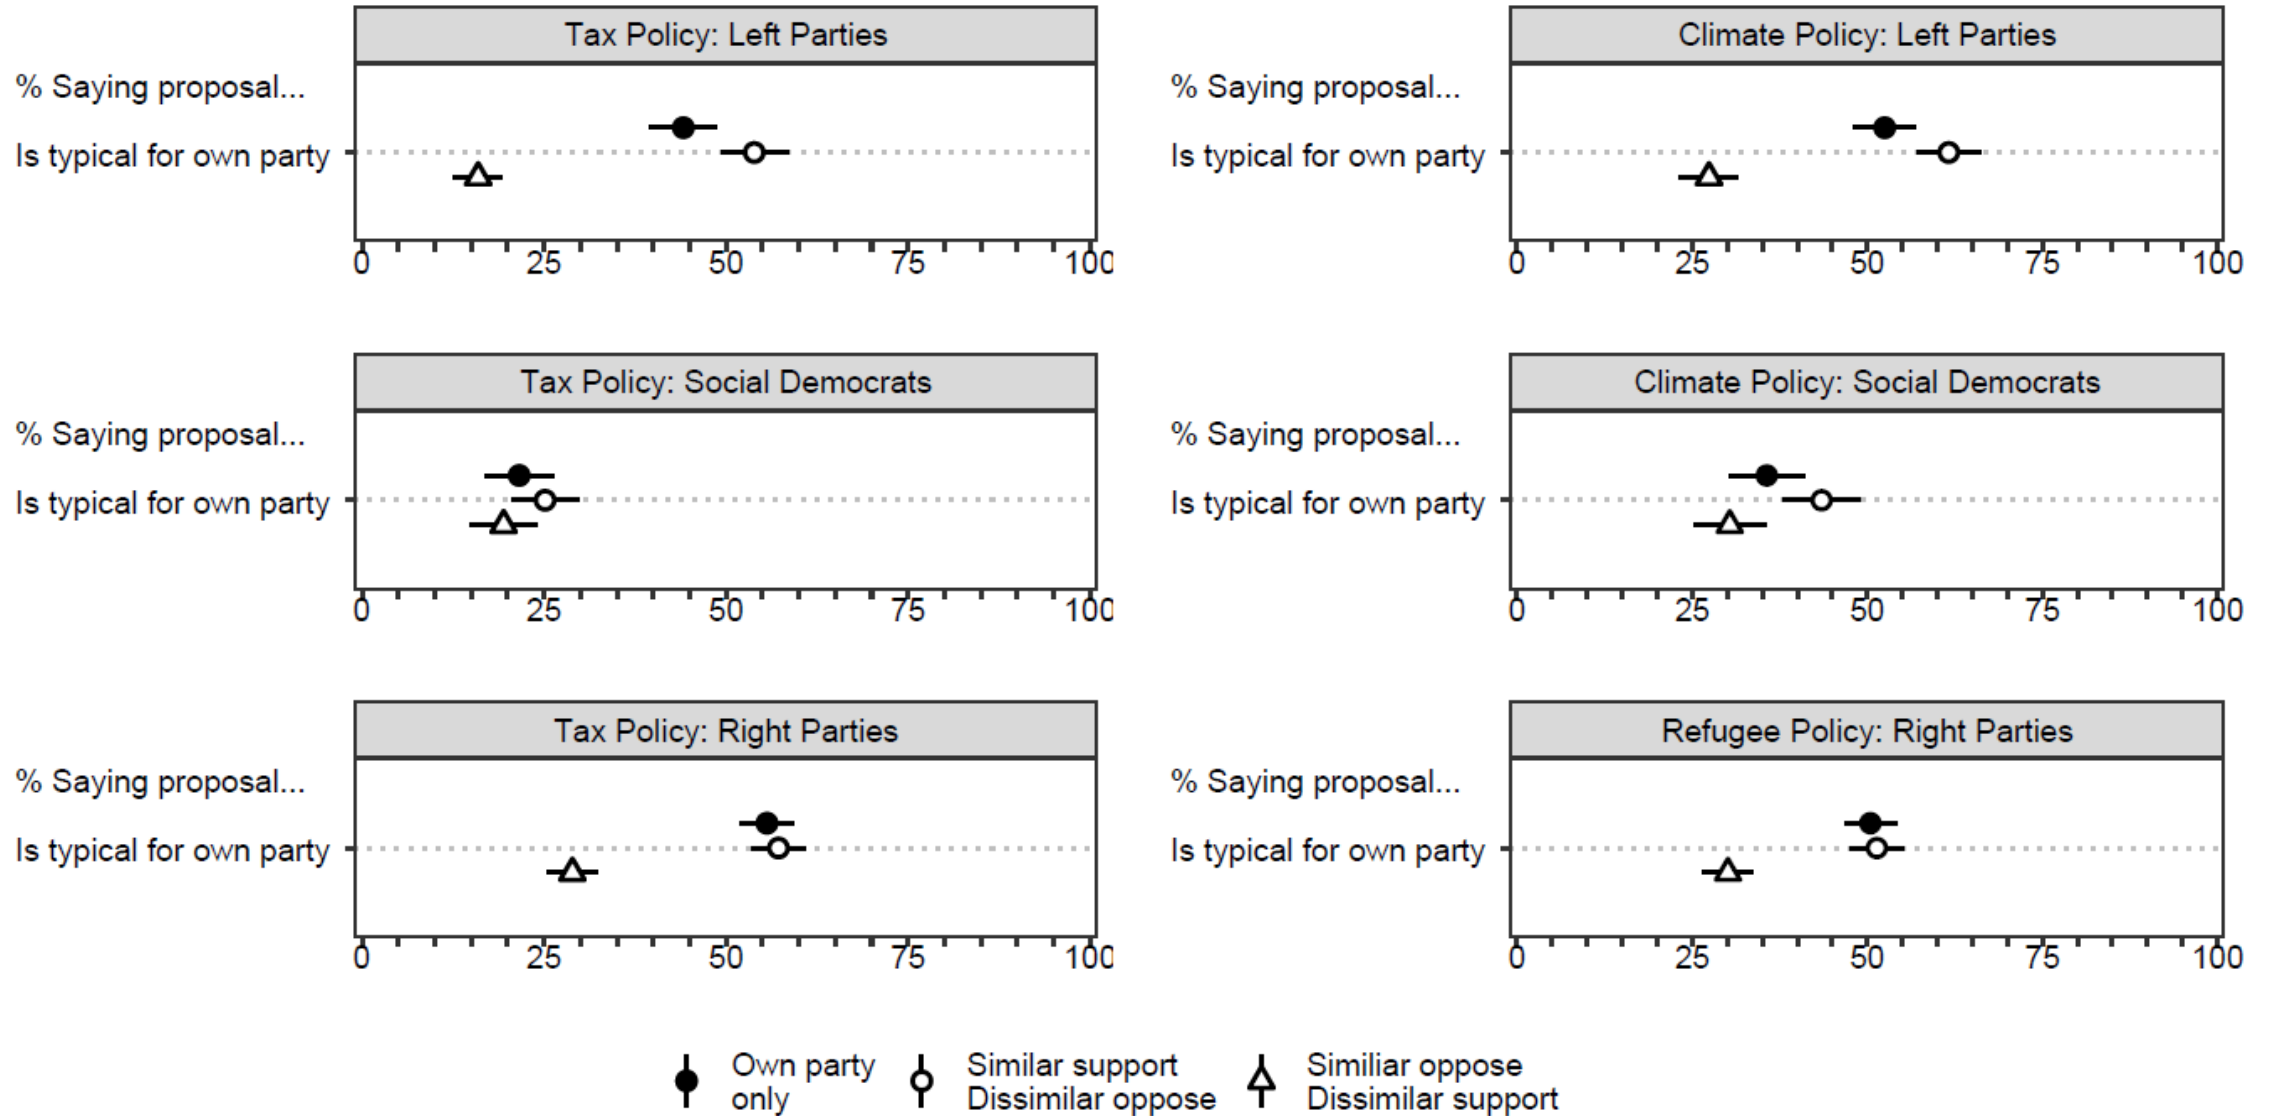 Tax Policy: Left Parties
% Saying proposal...
Is typical for own party
0 25 50 75 100
Climate Policy: Left Parties
% Saying proposal...
Is typical for own party
0 25 50 75 100
Tax Policy: Social Democrats
% Saying proposal...
Is typical for own party
0 25 50 75 100
Climate Policy: Social Democrats
% Saying proposal...
Is typical for own party
0 25 50 75 100
Tax Policy: Right Parties
% Saying proposal...
Is typical for own party
0 25 50 75 100
Refugee Policy: Right Parties
% Saying proposal...
Is typical for own party
0 25 50 75 100
Own party
only
Similar support
Dissimilar oppose
Similiar oppose
Dissimilar support